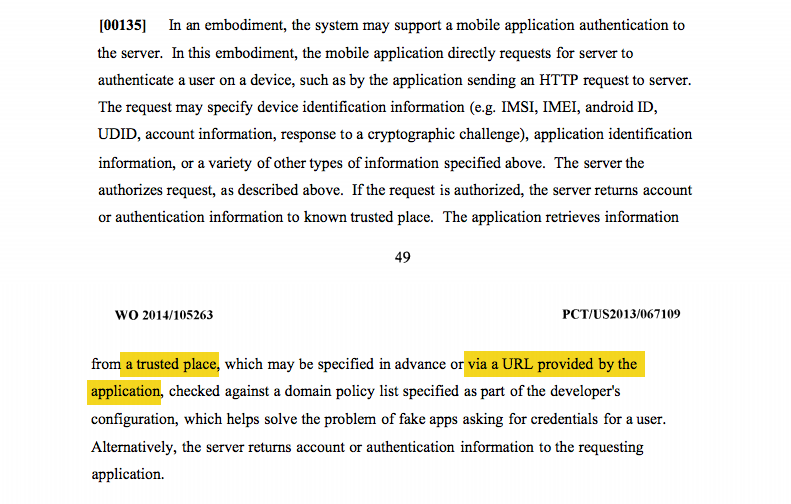 [00135] In an embodiment, the system may support a mobile application authentication to
the server. In this embodiment, the mobile application directly requests for server to
authenticate a user on a device, such as by the application sending an HTTP request to server.
The request may specify device identification information (e.g. IMSI, IMEI, android ID,
UDID, account information, response to a cryptographic challenge), application identification
information, or a variety of other types of information specified above. The server the
authorizes request, as described above. If the request is authorized, the server returns account
or authentication information to known trusted place. The application retrieves information
49
WO 2014/105263 PCT/US2013/067109
from a trusted place, which may be specified in advance or via a URL provided by the
application, checked against a domain policy list specified as part of the developer's
configuration, which helps solve the problem of fake apps asking for credentials for a user.
Alternatively, the server returns account or authentication information to the requesting
application.